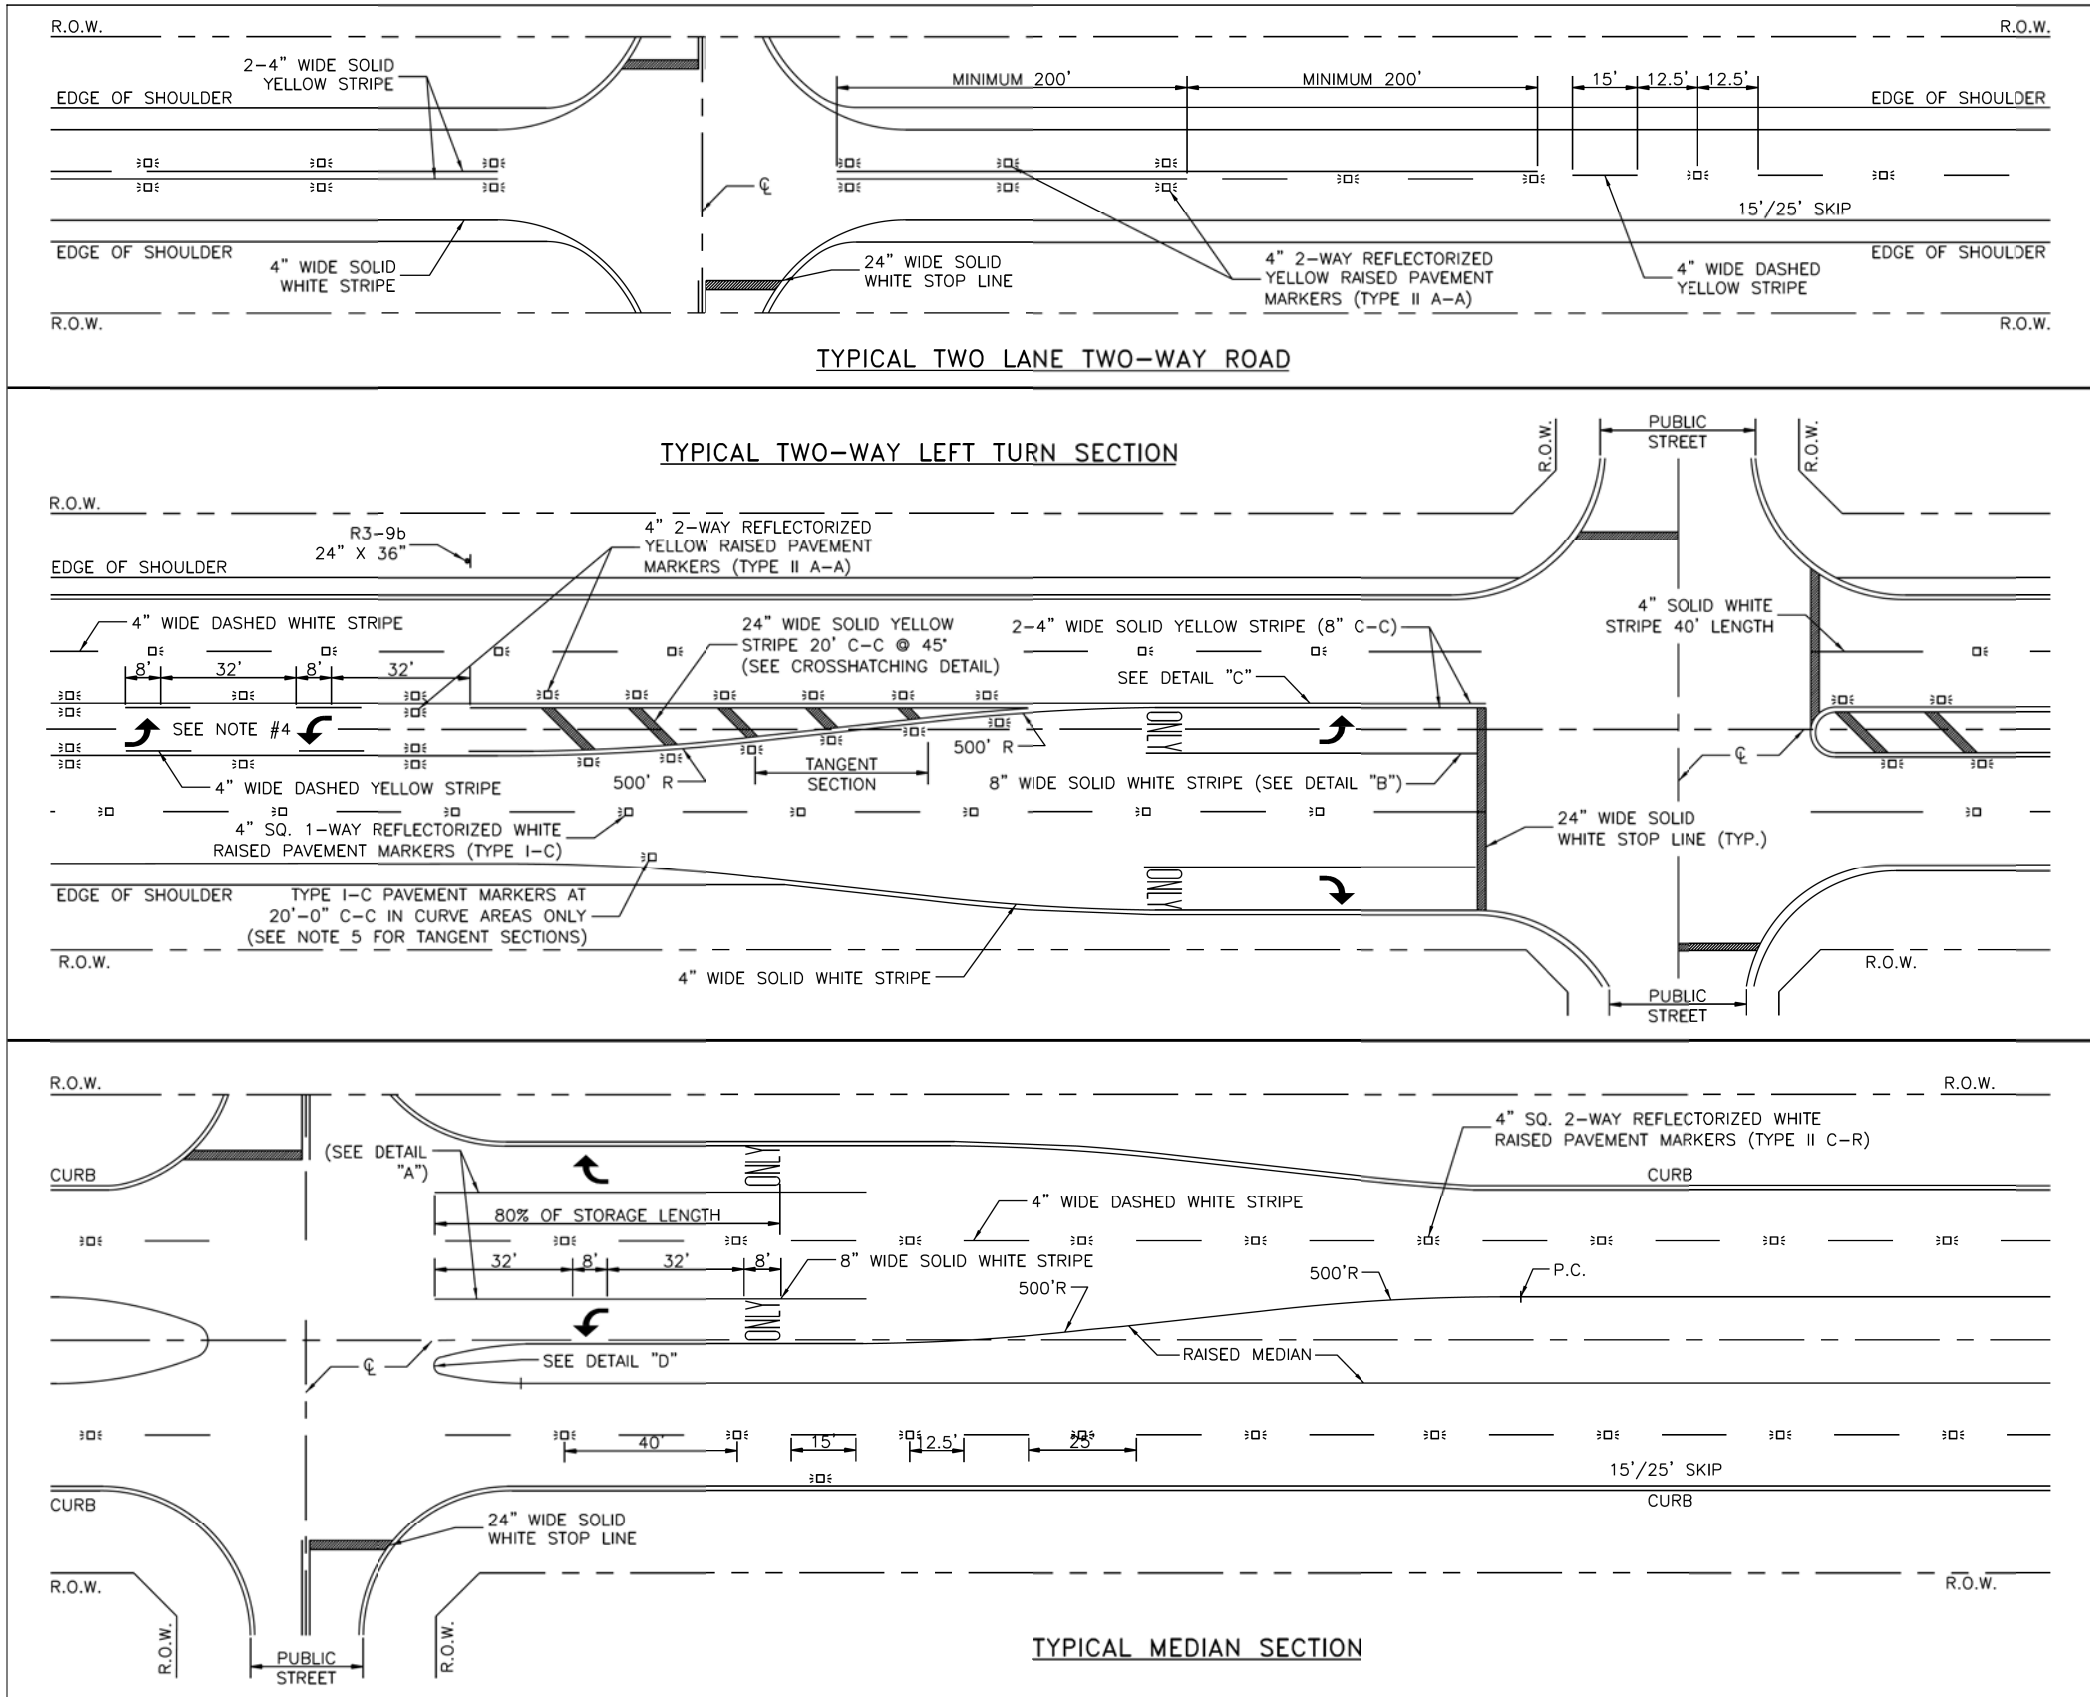 R.O.W.
R.O.W.
2-4" WIDE SOLID
YELLOW STRIPE
EDGE OF SHOULDER
MINIMUM 200'
MINIMUM 200'
15'
12.5'
12.5'
EDGE OF SHOULDER
℄
15'/25' SKIP
EDGE OF SHOULDER
4" WIDE SOLID
WHITE STRIPE
24" WIDE SOLID
WHITE STOP LINE
4" 2-WAY REFLECTORIZED
YELLOW RAISED PAVEMENT
MARKERS (TYPE II A-A)
4" WIDE DASHED
YELLOW STRIPE
EDGE OF SHOULDER
R.O.W.
R.O.W.
TYPICAL TWO LANE TWO-WAY ROAD
TYPICAL TWO-WAY LEFT TURN SECTION
R.O.W.
PUBLIC
STREET
R.O.W.
R.O.W.
R3-9b
24" X 36"
4" 2-WAY REFLECTORIZED
YELLOW RAISED PAVEMENT
MARKERS (TYPE II A-A)
EDGE OF SHOULDER
4" WIDE DASHED WHITE STRIPE
24" WIDE SOLID YELLOW
STRIPE 20' C-C @ 45°
(SEE CROSSHATCHING DETAIL)
2-4" WIDE SOLID YELLOW STRIPE (8" C-C)
4" SOLID WHITE
STRIPE 40' LENGTH
8'
32'
8'
32'
SEE DETAIL "C"
SEE NOTE #4
ONLY
500' R
500' R
TANGENT
SECTION
℄
4" WIDE DASHED YELLOW STRIPE
8" WIDE SOLID WHITE STRIPE (SEE DETAIL "B")
4" SQ. 1-WAY REFLECTORIZED WHITE
RAISED PAVEMENT MARKERS (TYPE I-C)
24" WIDE SOLID
WHITE STOP LINE (TYP.)
EDGE OF SHOULDER
TYPE I-C PAVEMENT MARKERS AT
20'-0" C-C IN CURVE AREAS ONLY
(SEE NOTE 5 FOR TANGENT SECTIONS)
ONLY
R.O.W.
4" WIDE SOLID WHITE STRIPE
R.O.W.
PUBLIC
STREET
R.O.W.
R.O.W.
4" SQ. 2-WAY REFLECTORIZED WHITE
RAISED PAVEMENT MARKERS (TYPE II C-R)
(SEE DETAIL
"A")
CURB
ONLY
CURB
80% OF STORAGE LENGTH
4" WIDE DASHED WHITE STRIPE
32'
8'
32'
8'
8" WIDE SOLID WHITE STRIPE
500'R
500'R
P.C.
ONLY
℄
SEE DETAIL "D"
RAISED MEDIAN
40'
15'
12.5'
25'
15'/25' SKIP
CURB
CURB
24" WIDE SOLID
WHITE STOP LINE
R.O.W.
R.O.W.
R.O.W.
R.O.W.
PUBLIC
STREET
TYPICAL MEDIAN SECTION